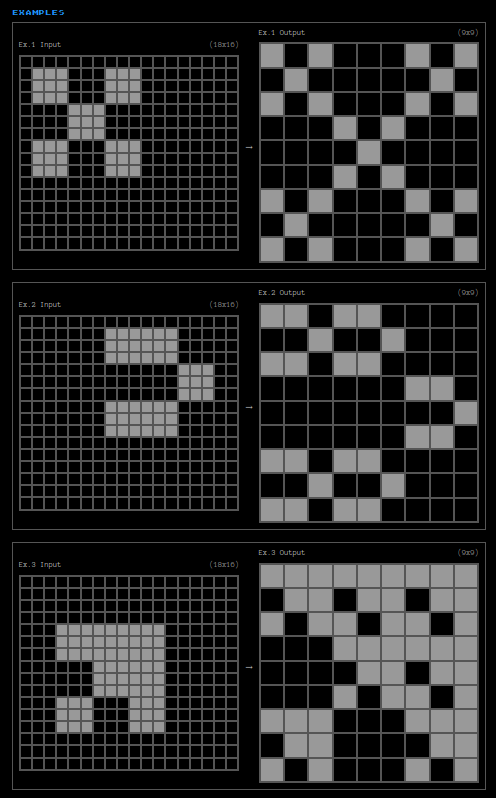 EXAMPLES
Ex.1 Input (18x16)
Ex.1 Output (9x9)
→
Ex.2 Input (18x16)
Ex.2 Output (9x9)
→
Ex.3 Input (18x16)
Ex.3 Output (9x9)
→